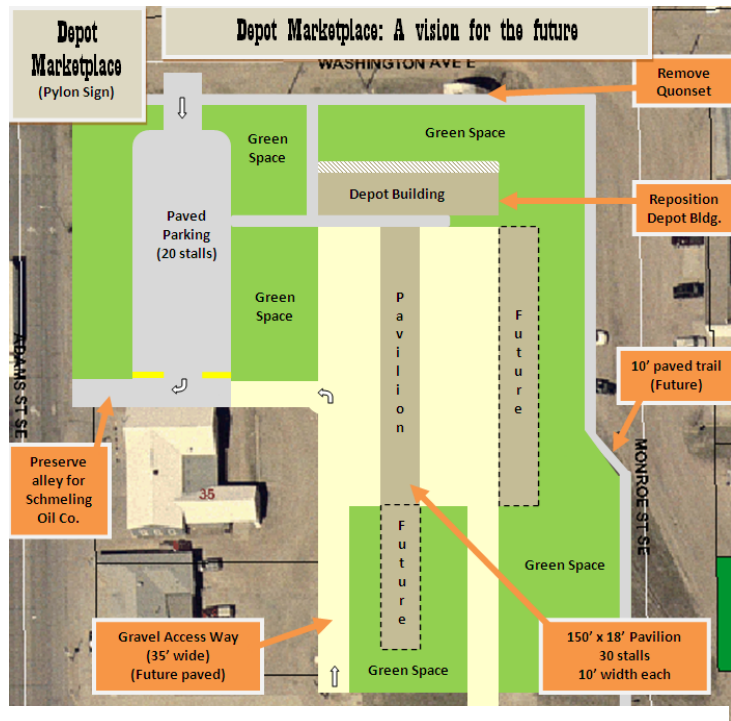 Depot
Marketplace
(Pylon Sign)
Depot Marketplace: A vision for the future
WASHINGTON AVE E
Remove
Quonset
Green
Space
Green Space
Depot Building
Reposition
Depot Bldg.
Paved
Parking
(20 stalls)
Green
Space
Pavilion
Future
ADAMS ST SE
10’ paved trail
(Future)
MONROE ST SE
Preserve
alley for
Schmeling
Oil Co.
35
Future
Green Space
Gravel Access Way
(35’ wide)
(Future paved)
Green Space
150’ x 18’ Pavilion
30 stalls
10’ width each